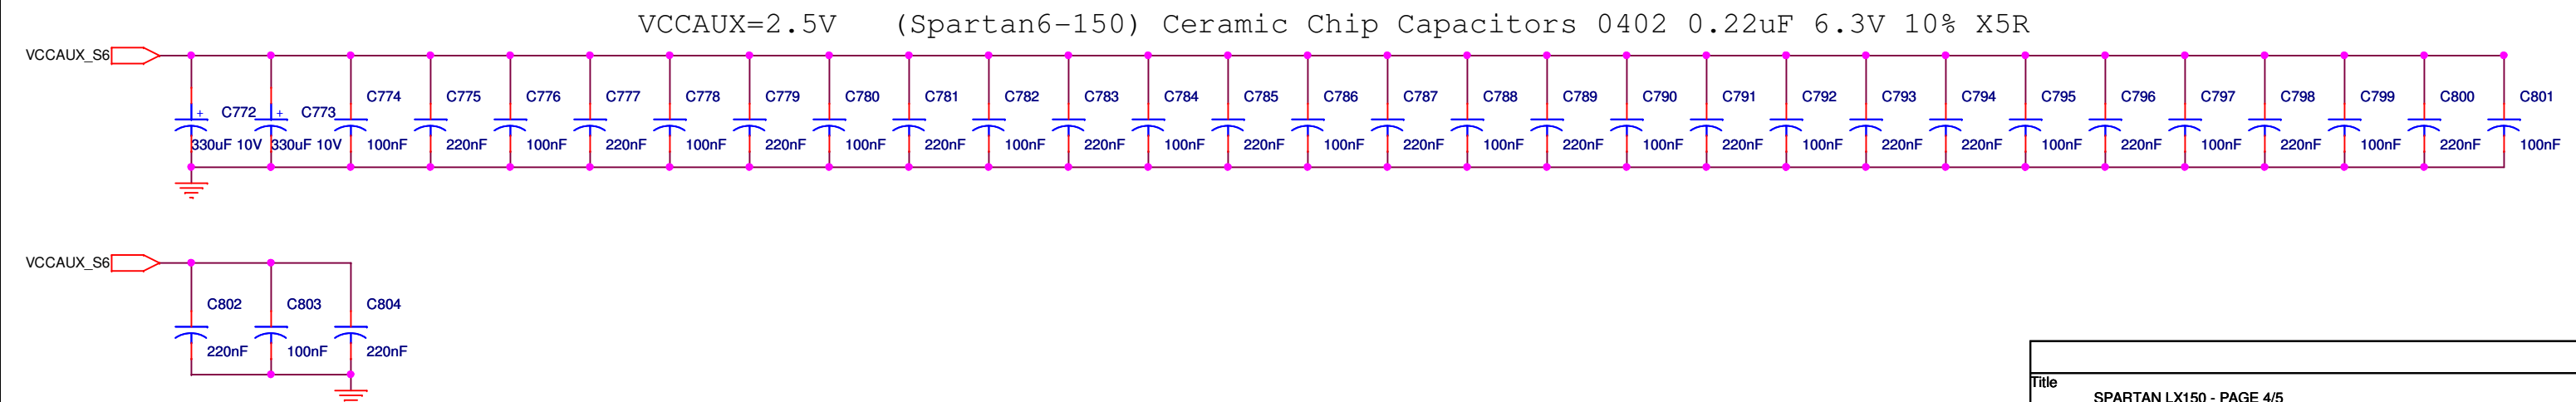 VCCAUX=2.5V (Spartan6-150) Ceramic Chip Capacitors 0402 0.22uF 6.3V 10% X5R
VCCAUX_S6
C774 C775 C776 C777 C778 C779 C780 C781 C782 C783 C784 C785 C786 C787 C788 C789 C790 C791 C792 C793 C794 C795 C796 C797 C798 C799 C800 C801
+ C772 + C773
330uF 10V 330uF 10V 100nF 220nF 100nF 220nF 100nF 220nF 100nF 220nF 100nF 220nF 100nF 220nF 100nF 220nF 100nF 220nF 100nF 220nF 100nF 220nF 220nF 100nF 100nF 220nF 220nF 100nF 220nF 100nF
VCCAUX_S6
C802 C803 C804
220nF 100nF 220nF
Title
SPARTAN LX150 - PAGE 4/5